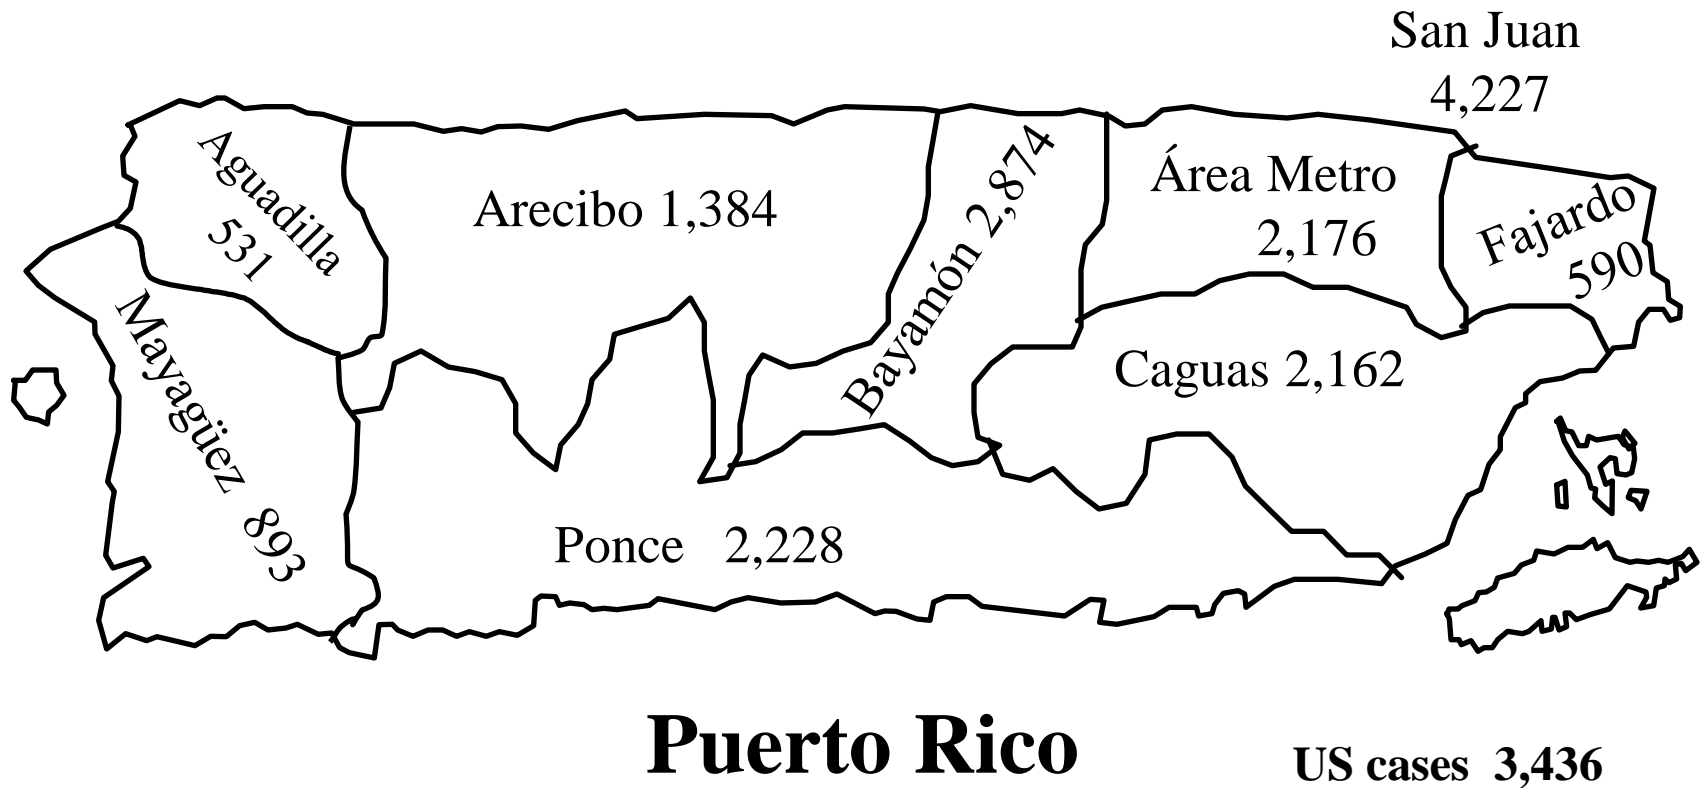 San Juan
4,227
Aguadilla
531
Arecibo 1,384
Bayamón 2,874
Área Metro
2,176
Fajardo
590
Mayagüez 893
Caguas 2,162
Ponce 2,228
Puerto Rico
US cases 3,436